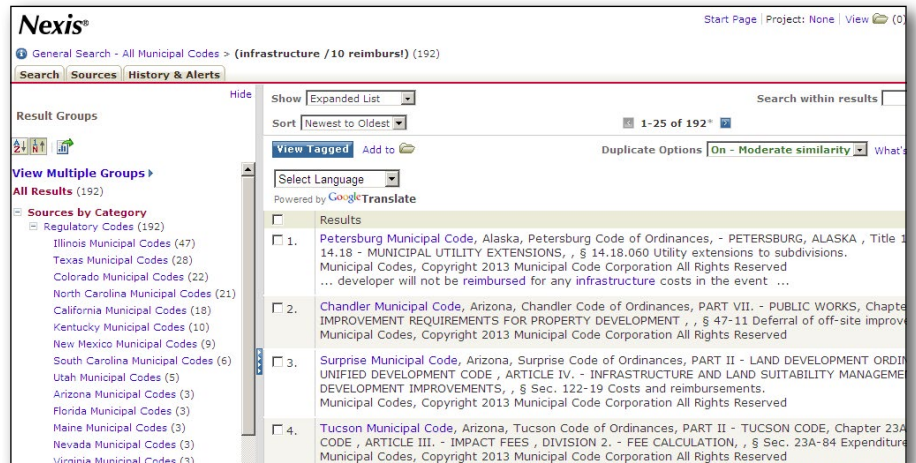 Nexis®
Start Page | Project: None | View (0)
General Search - All Municipal Codes > (infrastructure /10 reimburs!) (192)
Search Sources History & Alerts
Hide
Result Groups
View Multiple Groups
All Results (192)
Sources by Category
Regulatory Codes (192)
Illinois Municipal Codes (47)
Texas Municipal Codes (28)
Colorado Municipal Codes (22)
North Carolina Municipal Codes (21)
California Municipal Codes (18)
Kentucky Municipal Codes (10)
New Mexico Municipal Codes (9)
South Carolina Municipal Codes (6)
Utah Municipal Codes (5)
Arizona Municipal Codes (3)
Florida Municipal Codes (3)
Maine Municipal Codes (3)
Nevada Municipal Codes (3)
Virginia Municipal Codes (3)
Show Expanded List Search within results
Sort Newest to Oldest 1-25 of 192*
View Tagged Add to Duplicate Options On - Moderate similarity What's
Select Language
Powered by Google Translate
Results
1. Petersburg Municipal Code, Alaska, Petersburg Code of Ordinances, - PETERSBURG, ALASKA , Title 1
14.18 - MUNICIPAL UTILITY EXTENSIONS, , § 14.18.060 Utility extensions to subdivisions.
Municipal Codes, Copyright 2013 Municipal Code Corporation All Rights Reserved
... developer will not be reimbursed for any infrastructure costs in the event ...
2. Chandler Municipal Code, Arizona, Chandler Code of Ordinances, PART VII. - PUBLIC WORKS, Chapte
IMPROVEMENT REQUIREMENTS FOR PROPERTY DEVELOPMENT , , § 47-11 Deferral of off-site improve
Municipal Codes, Copyright 2013 Municipal Code Corporation All Rights Reserved
3. Surprise Municipal Code, Arizona, Surprise Code of Ordinances, PART II - LAND DEVELOPMENT ORDIN
UNIFIED DEVELOPMENT CODE , ARTICLE IV. - INFRASTRUCTURE AND LAND SUITABILITY MANAGEME
DEVELOPMENT IMPROVEMENTS, , § Sec. 122-19 Costs and reimbursements.
Municipal Codes, Copyright 2013 Municipal Code Corporation All Rights Reserved
4. Tucson Municipal Code, Arizona, Tucson Code of Ordinances, PART II - TUCSON CODE, Chapter 23A
CODE , ARTICLE III. - IMPACT FEES , DIVISION 2. - FEE CALCULATION, , § Sec. 23A-84 Expenditure
Municipal Codes, Copyright 2013 Municipal Code Corporation All Rights Reserved